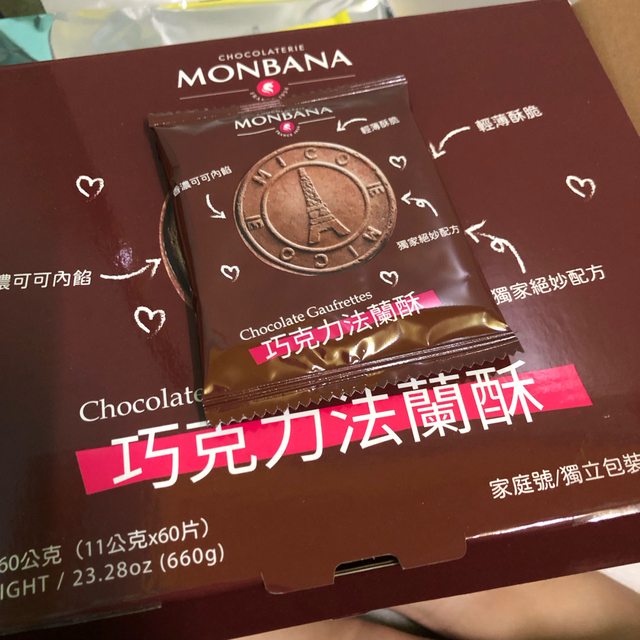 CHOCOLATERIE
MONBANA
MONBANA
輕薄酥脆
輕薄酥脆
濃可可內餡
MICOE MICOE
獨家絕妙配方
濃可可內餡
獨家絕妙配方
Chocolate Gaufrettes
巧克力法蘭酥
Chocolate
巧克力法蘭酥
家庭號/獨立包裝
60公克（11公克x60片）
IGHT / 23.28oz (660g)